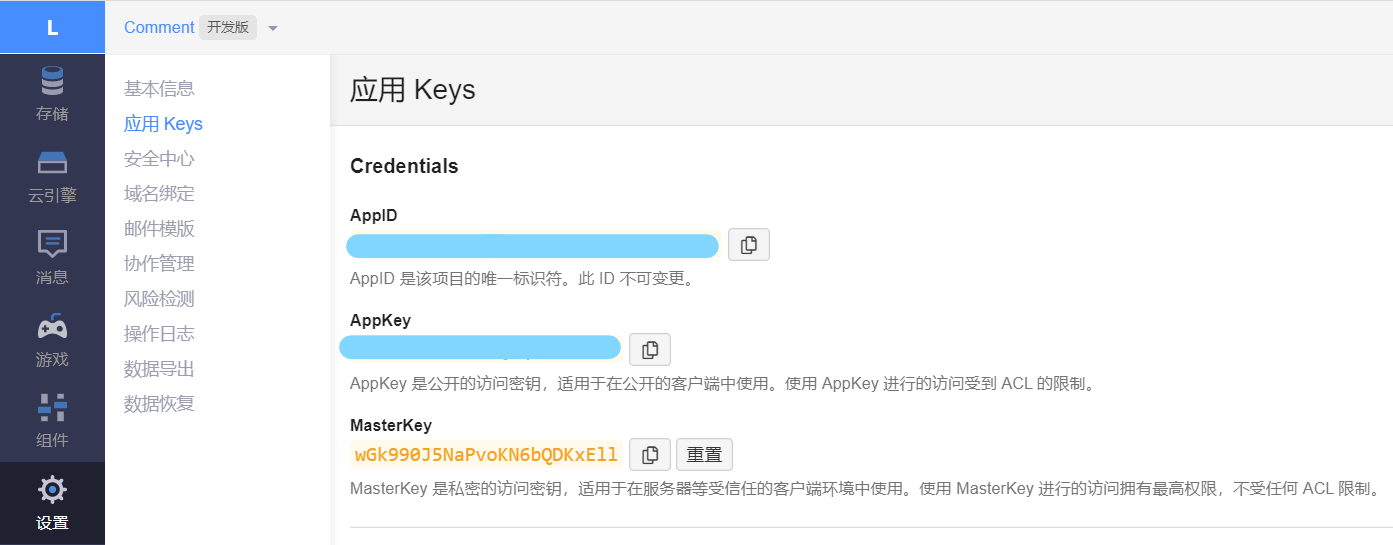 L
Comment 开发版
存储
云引擎
消息
游戏
组件
设置
基本信息
应用 Keys
安全中心
域名绑定
邮件模版
协作管理
风险检测
操作日志
数据导出
数据恢复
应用 Keys
Credentials
AppID
AppID 是该项目的唯一标识符。此 ID 不可变更。
AppKey
AppKey 是公开的访问密钥，适用于在公开的客户端中使用。使用 AppKey 进行的访问受到 ACL 的限制。
MasterKey
wGk990J5NaPvoKN6bQDKxEll 重置
MasterKey 是私密的访问密钥，适用于在服务器等受信任的客户端环境中使用。使用 MasterKey 进行的访问拥有最高权限，不受任何 ACL 限制。